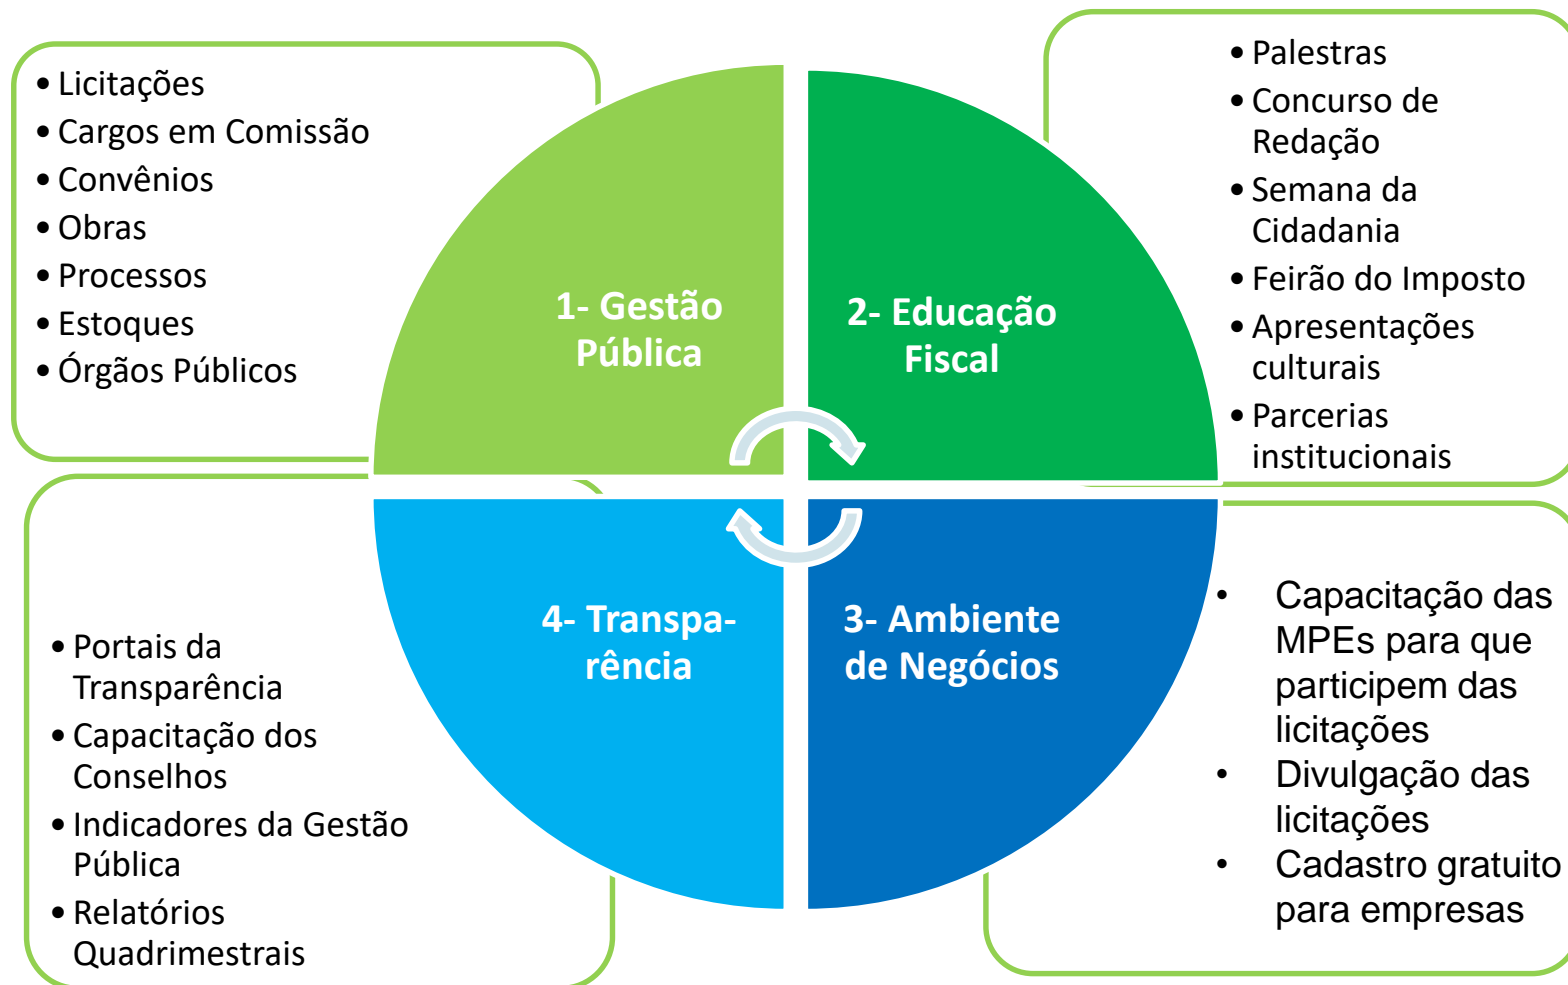 • Licitações
• Cargos em Comissão
• Convênios
• Obras
• Processos
• Estoques
• Órgãos Públicos
1- Gestão
Pública
2- Educação
Fiscal
• Palestras
• Concurso de
Redação
• Semana da
Cidadania
• Feirão do Imposto
• Apresentações
culturais
• Parcerias
institucionais
• Portais da
Transparência
• Capacitação dos
Conselhos
• Indicadores da Gestão
Pública
• Relatórios
Quadrimestrais
4- Transpa-
rência
3- Ambiente
de Negócios
• Capacitação das
MPEs para que
participem das
licitações
• Divulgação das
licitações
• Cadastro gratuito
para empresas